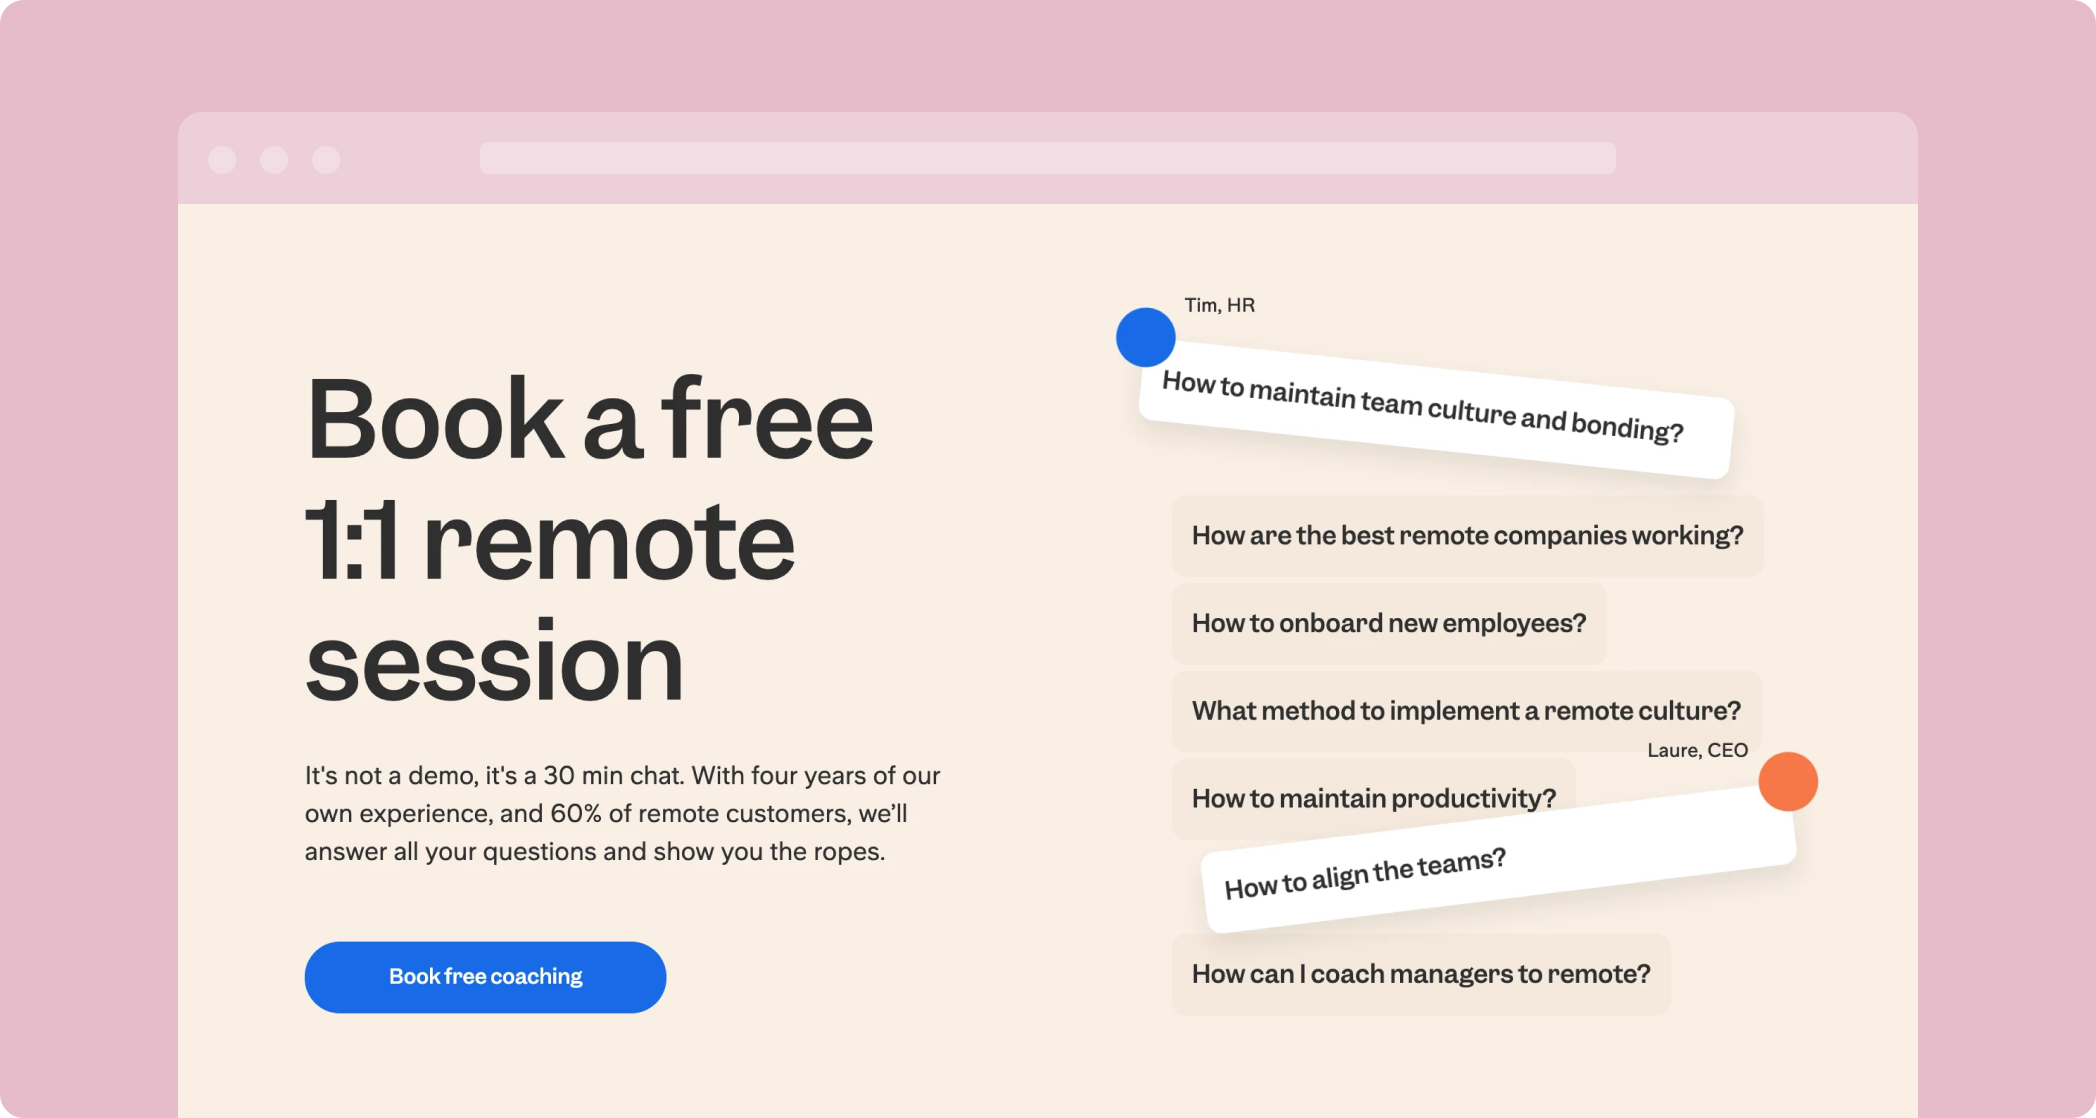 Book a free
1:1 remote
session
It's not a demo, it's a 30 min chat. With four years of our
own experience, and 60% of remote customers, we’ll
answer all your questions and show you the ropes.
Book free coaching
Tim, HR
How to maintain team culture and bonding?
How are the best remote companies working?
How to onboard new employees?
What method to implement a remote culture?
Laure, CEO
How to maintain productivity?
How to align the teams?
How can I coach managers to remote?